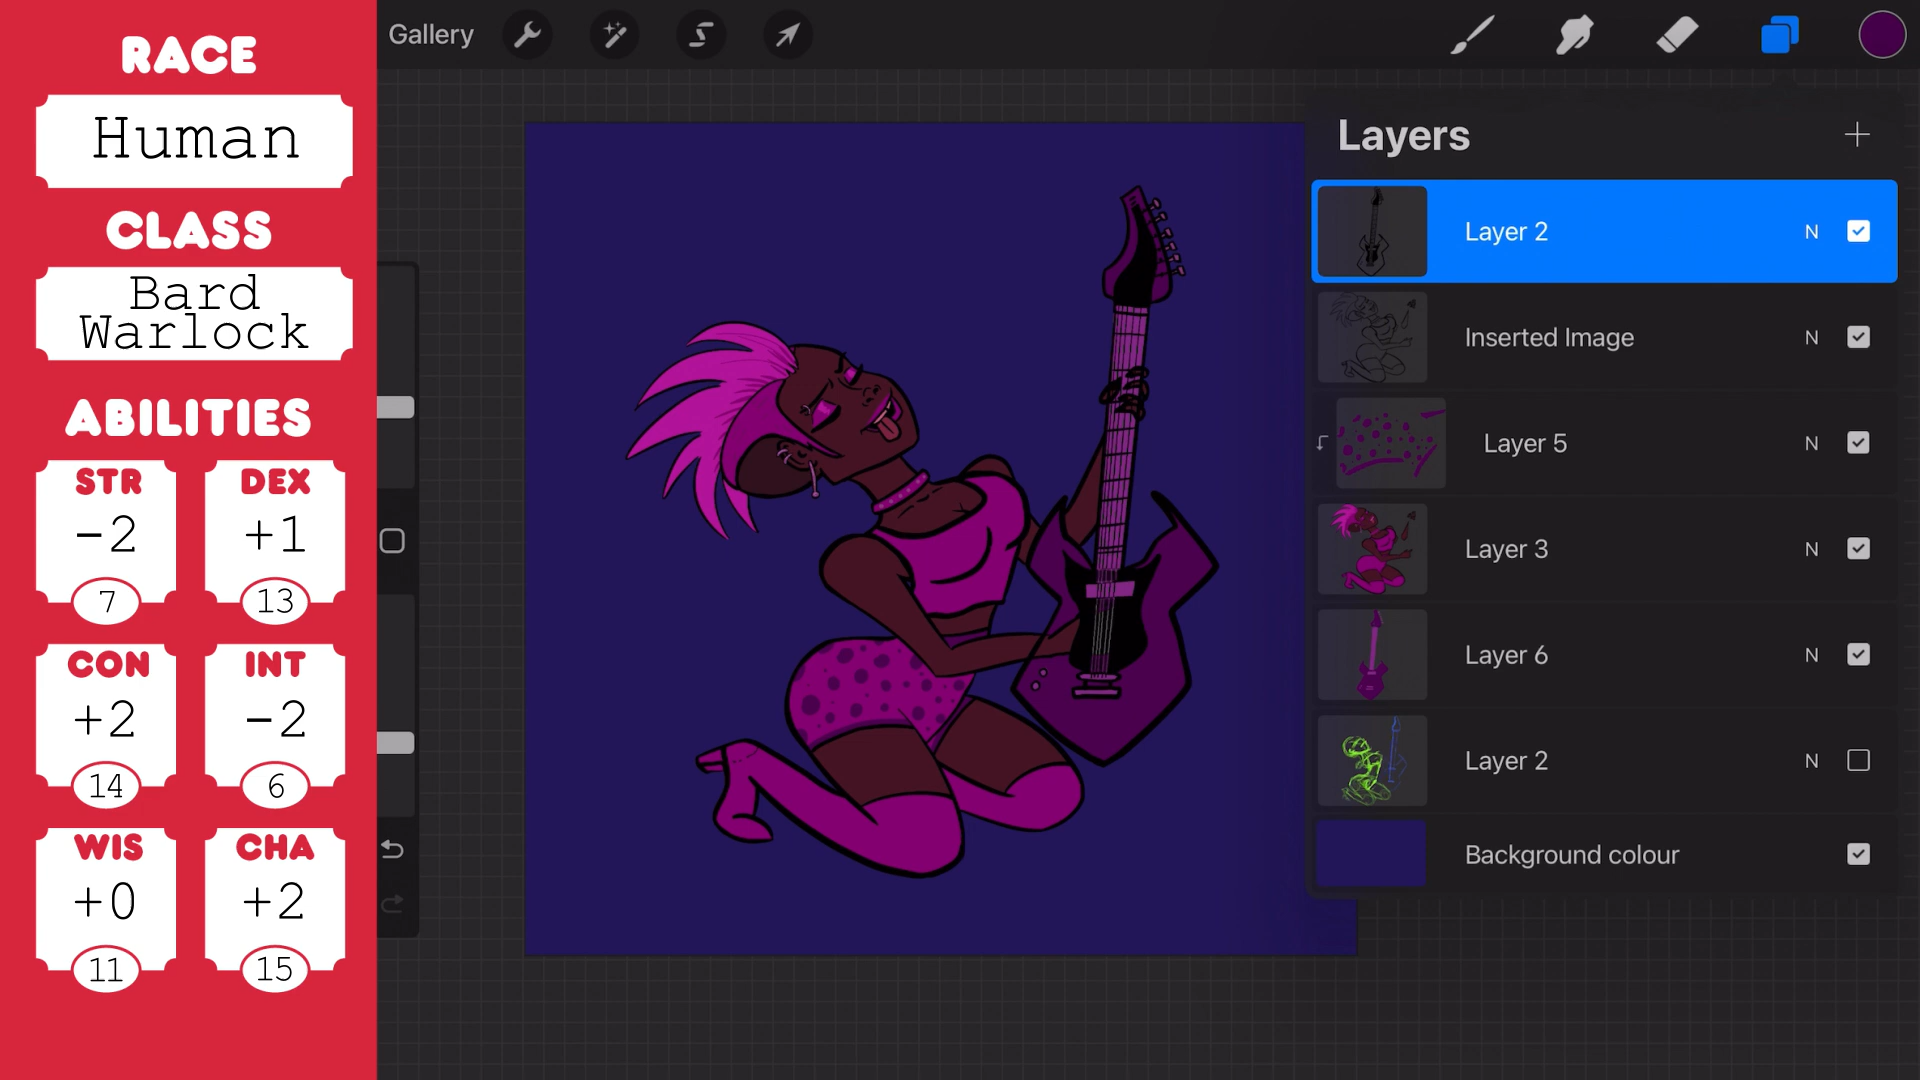 RACE
Human
CLASS
Bard
Warlock
ABILITIES
STR
-2
7
DEX
+1
13
CON
+2
14
INT
-2
6
WIS
+0
11
CHA
+2
15
Gallery
Layers
Layer 2 N
Inserted Image N
Layer 5 N
Layer 3 N
Layer 6 N
Layer 2 N
Background colour